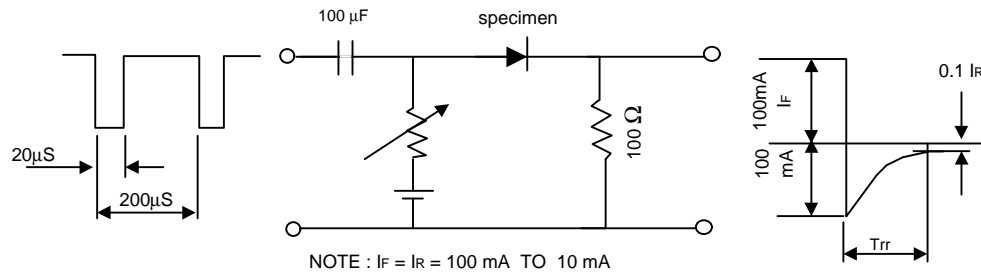 100 µF
specimen
20µS
200µS
100 Ω
100mA
IF
100
mA
0.1 IR
Trr
NOTE : IF = IR = 100 mA TO 10 mA